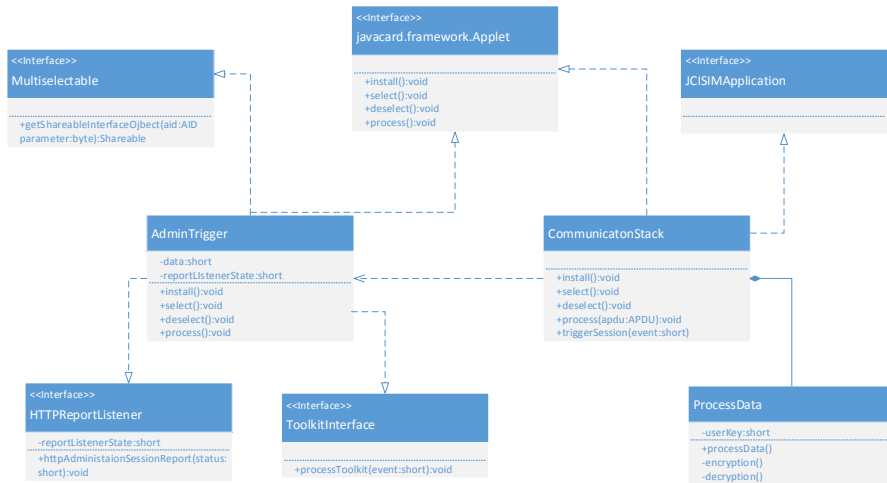 <<Interface>>
javacard.framework.Applet
+install():void
+select():void
+deselect():void
+process():void
<<Interface>>
Multiselectable
+getShareableInterfaceOjbect(aid:AID
parameter:byte):Shareable
<<Interface>>
JCISIMApplication
AdminTrigger
-data:short
-reportLIstenerState:short
+install():void
+select():void
+deselect():void
+process():void
CommunicatonStack
+install():void
+select():void
+deselect():void
+process(apdu:APDU):void
+triggerSession(event:short)
<<Interface>>
HTTPReportListener
-reportListenerState:short
+httpAdministaionSessionReport(status:
short):void
<<Interface>>
ToolkitInterface
+processToolkit(event:short):void
ProcessData
-userKey:short
+processData()
-encryption()
-decryption()